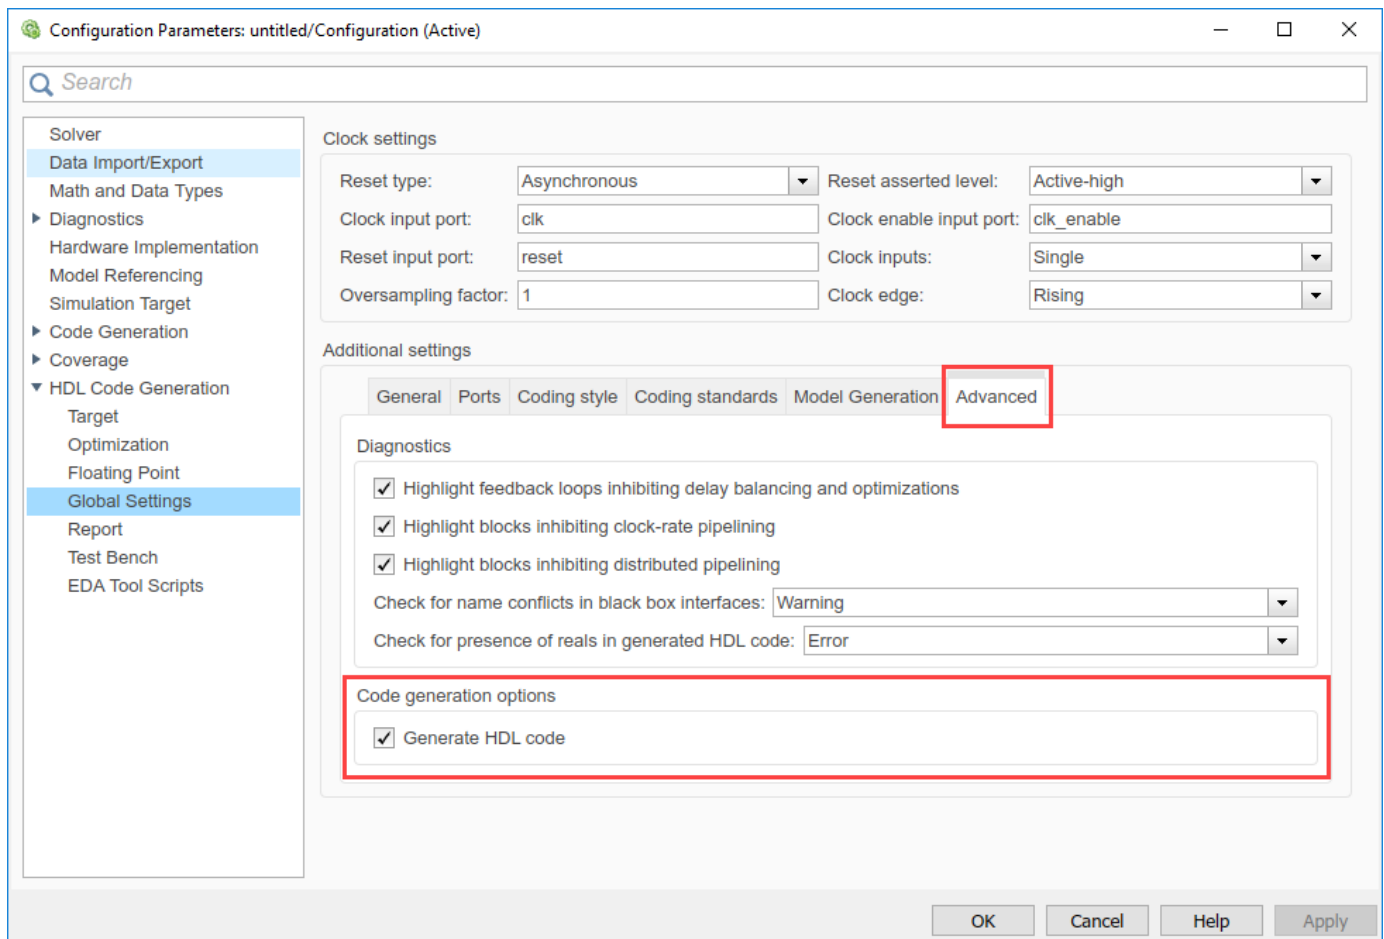 Configuration Parameters: untitled/Configuration (Active)
Search
Solver
Data Import/Export
Math and Data Types
Diagnostics
Hardware Implementation
Model Referencing
Simulation Target
Code Generation
Coverage
HDL Code Generation
Target
Optimization
Floating Point
Global Settings
Report
Test Bench
EDA Tool Scripts
Clock settings
Reset type: Asynchronous Reset asserted level: Active-high
Clock input port: clk Clock enable input port: clk_enable
Reset input port: reset Clock inputs: Single
Oversampling factor: 1 Clock edge: Rising
Additional settings
General Ports Coding style Coding standards Model Generation Advanced
Diagnostics
Highlight feedback loops inhibiting delay balancing and optimizations
Highlight blocks inhibiting clock-rate pipelining
Highlight blocks inhibiting distributed pipelining
Check for name conflicts in black box interfaces: Warning
Check for presence of reals in generated HDL code: Error
Code generation options
Generate HDL code
OK Cancel Help Apply